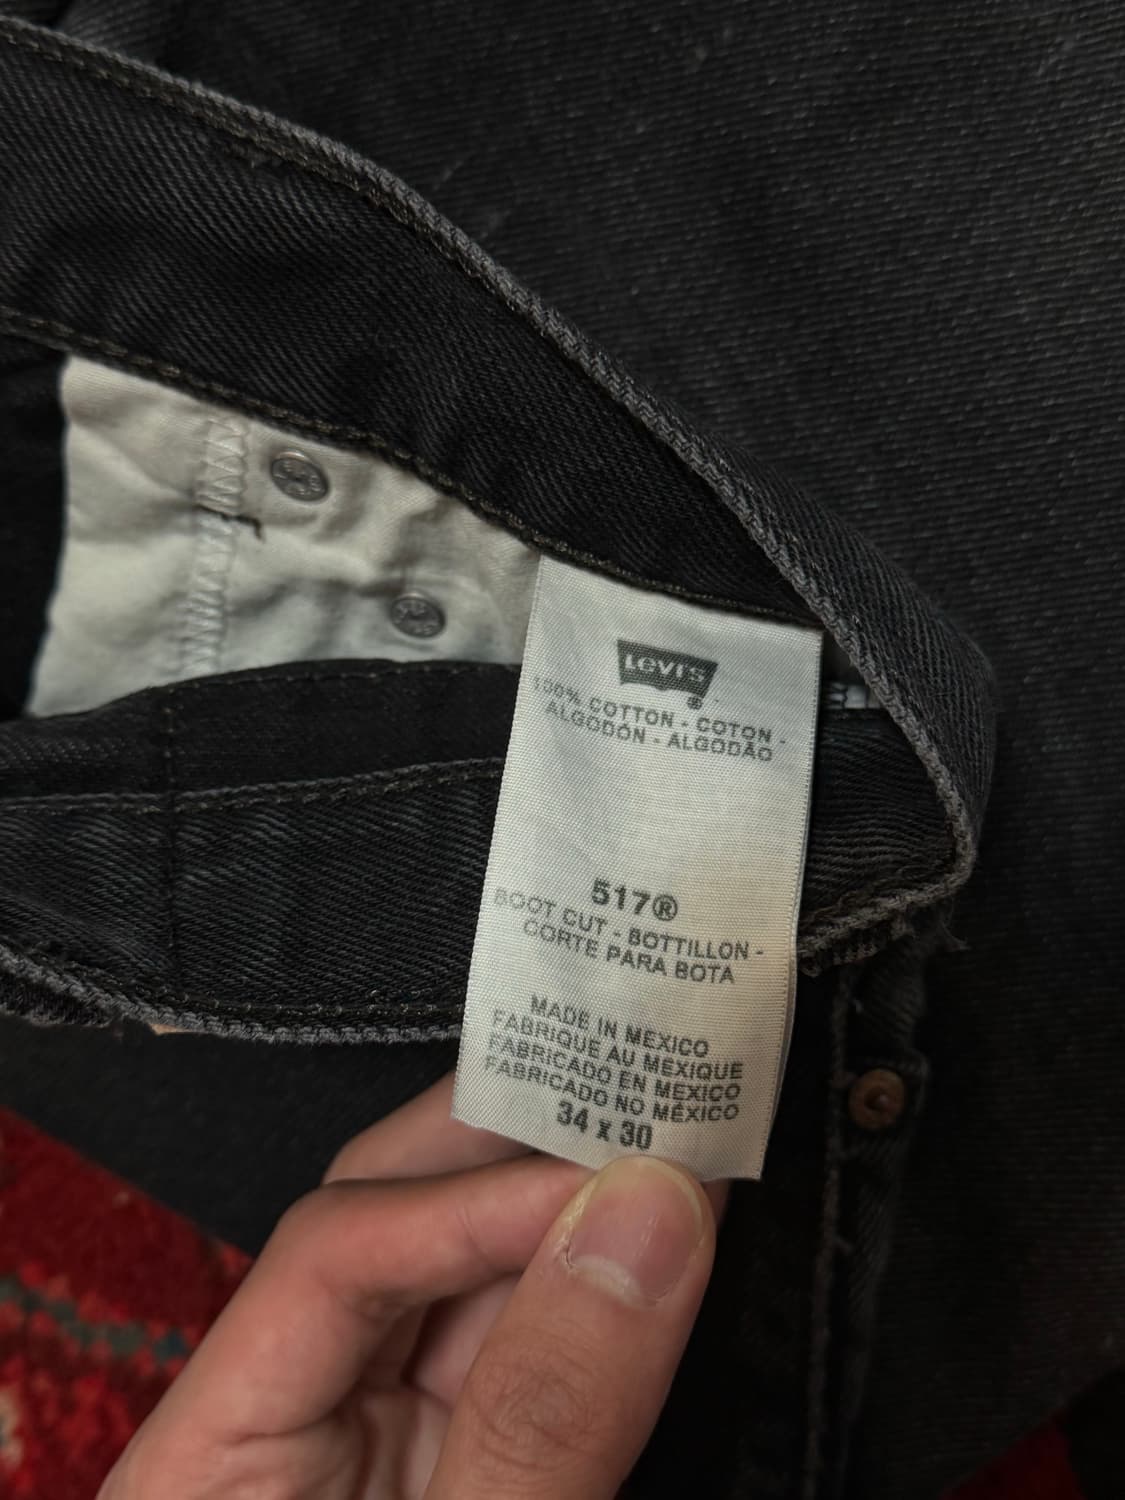 Levi's®
100% COTTON - COTON -
ALGODÓN - ALGODÃO
517®
BOOT CUT - BOTTILLON -
CORTE PARA BOTA
MADE IN MEXICO
FABRIQUE AU MEXIQUE
FABRICADO EN MEXICO
FABRICADO NO MÉXICO
34 x 30